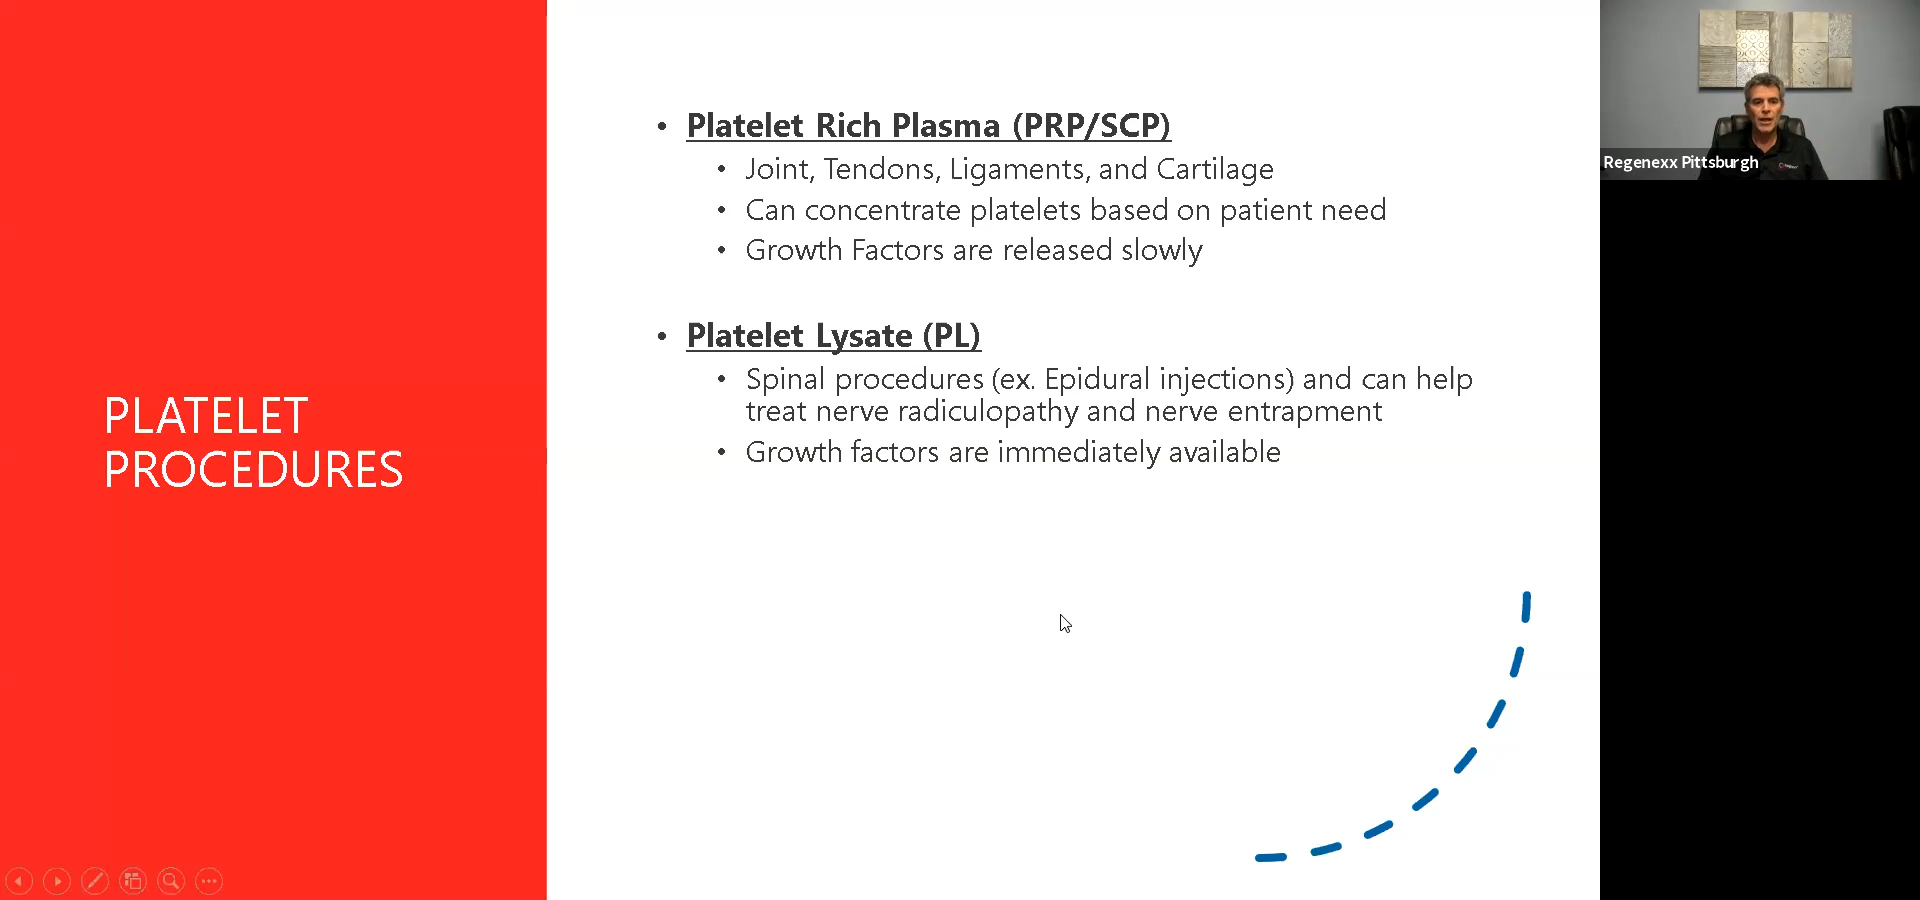 PLATELET
PROCEDURES
• Platelet Rich Plasma (PRP/SCP)
• Joint, Tendons, Ligaments, and Cartilage
• Can concentrate platelets based on patient need
• Growth Factors are released slowly
• Platelet Lysate (PL)
• Spinal procedures (ex. Epidural injections) and can help
treat nerve radiculopathy and nerve entrapment
• Growth factors are immediately available
Regenexx Pittsburgh